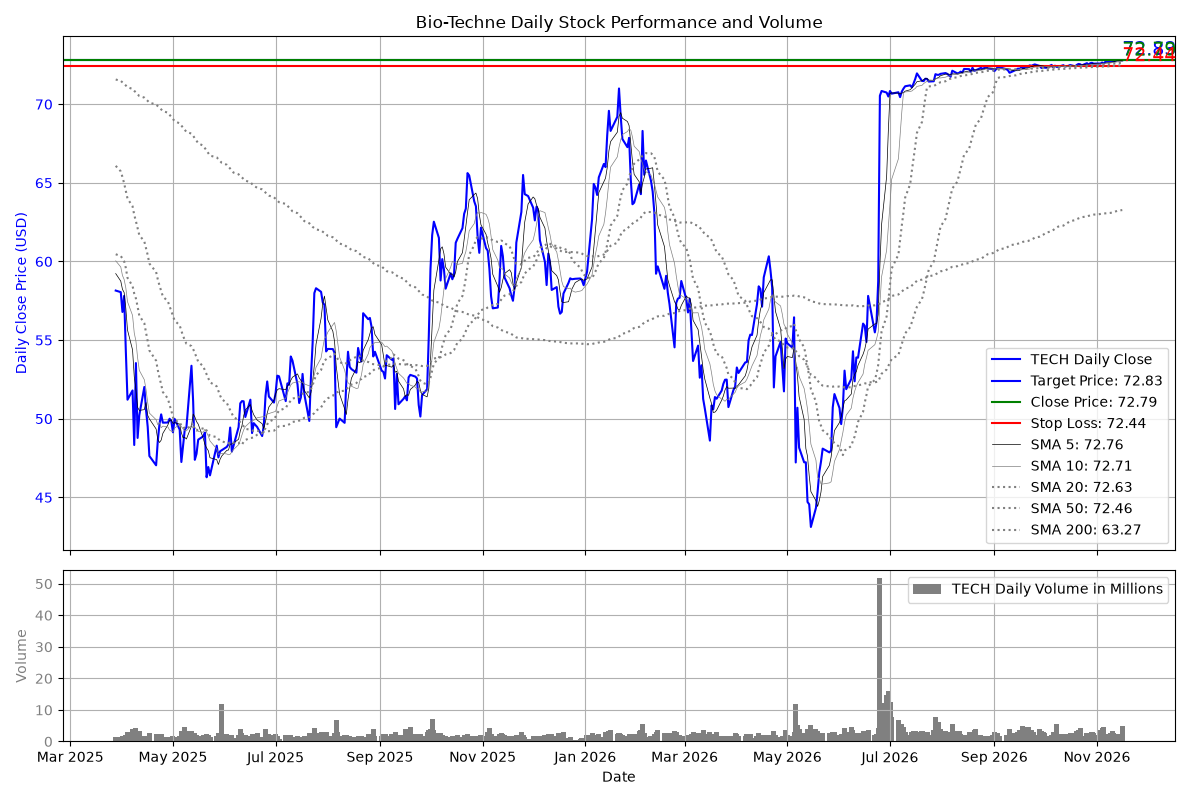 Bio-Techne Daily Stock Performance and Volume
72.44
Daily Close Price (USD)
70
65
60
55
50
45
TECH Daily Close
Target Price: 72.83
Close Price: 72.79
Stop Loss: 72.44
SMA 5: 72.76
SMA 10: 72.71
SMA 20: 72.63
SMA 50: 72.46
SMA 200: 63.27
Volume
50
40
30
20
10
0
TECH Daily Volume in Millions
Mar 2025
May 2025
Jul 2025
Sep 2025
Nov 2025
Jan 2026
Mar 2026
May 2026
Jul 2026
Sep 2026
Nov 2026
Date